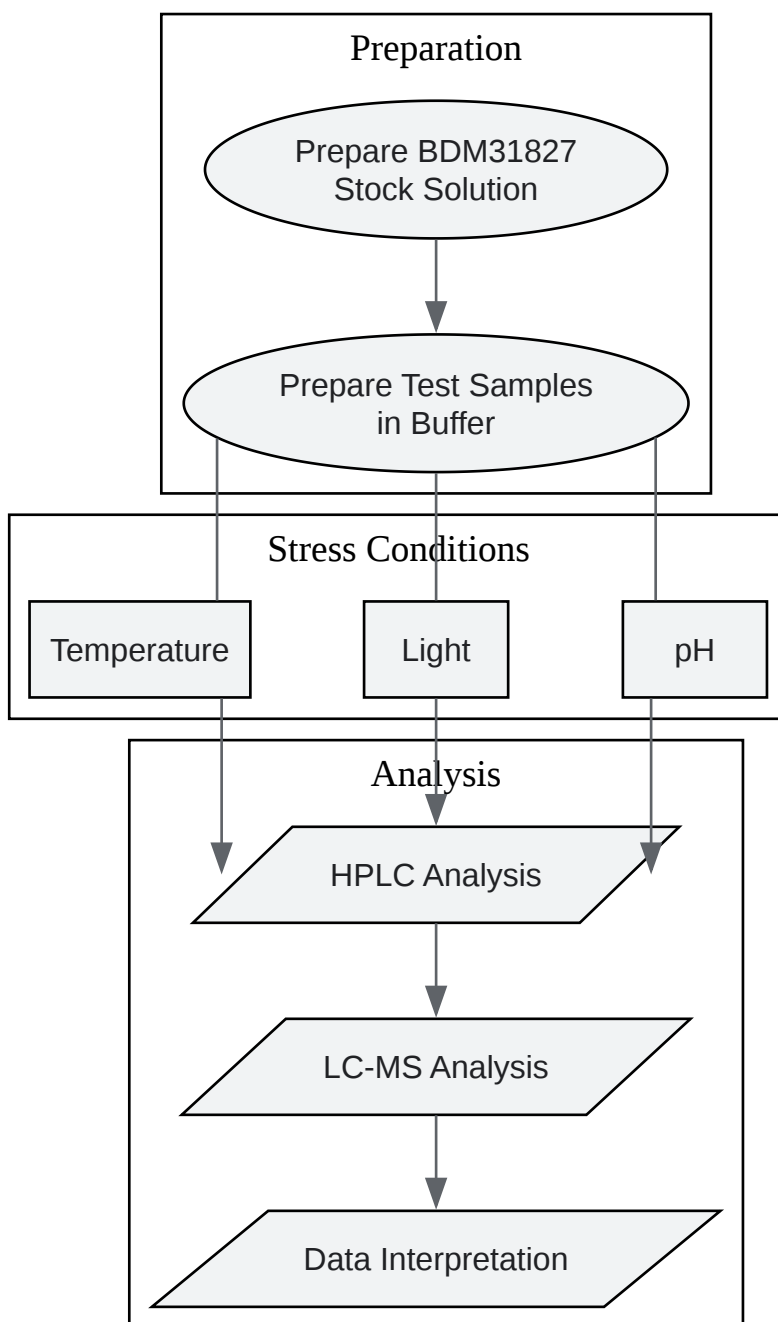 Preparation
Prepare BDM31827
Stock Solution
Prepare Test Samples
in Buffer
Stress Conditions
Temperature
Light
pH
Analysis
HPLC Analysis
LC-MS Analysis
Data Interpretation